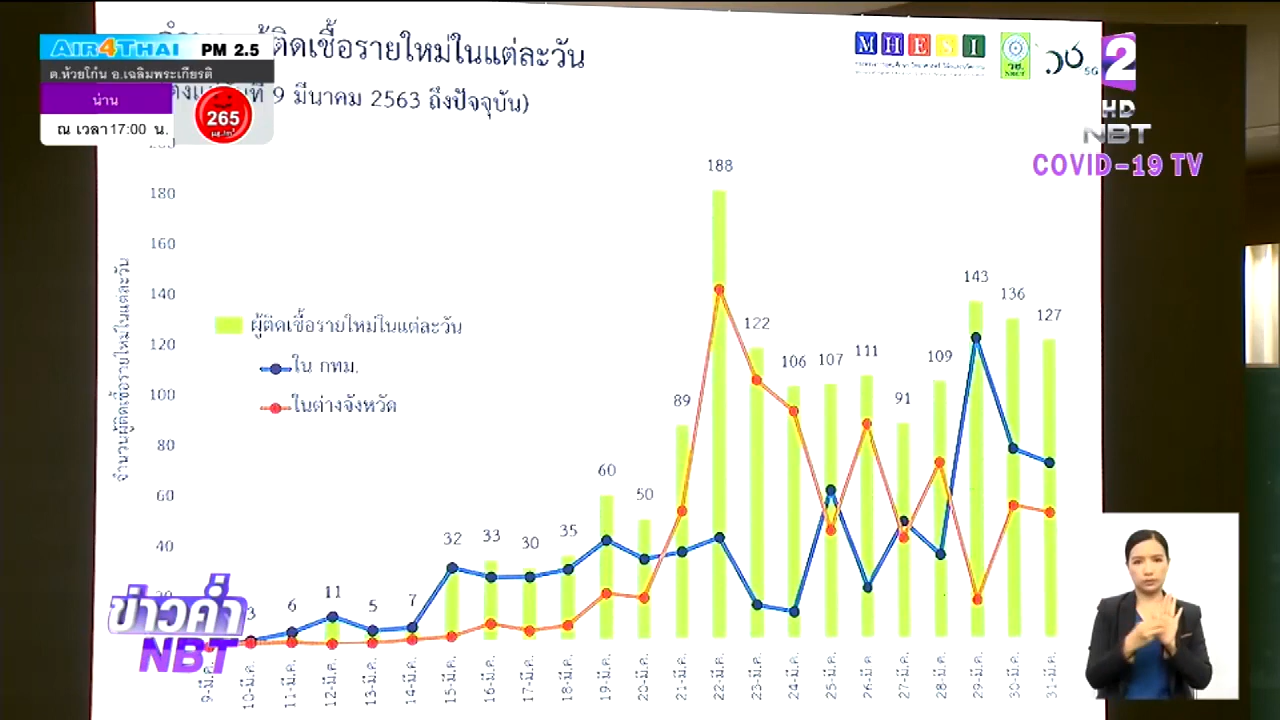 AIR4THAI PM 2.5
ต.ห้วยโก๋น อ.เฉลิมพระเกียรติ
น่าน
265
ณ เวลา17:00 น.
ผู้ติดเชื้อรายใหม่ในแต่ละวัน
ที่ 9 มีนาคม 2563 ถึงปัจจุบัน)
MHESI
วช.
NRCT
2
HD
NBT
COVID-19 TV
จำนวนผู้ติดเชื้อรายใหม่ในแต่ละวัน
180
160
140
120
100
80
60
40
ผู้ติดเชื้อรายใหม่ในแต่ละวัน
ใน กทม.
ในต่างจังหวัด
3 6 11 5 7 32 33 30 35 60 50 89 188 122 106 107 111 91 109 143 136 127
9-มี.ค. 10-มี.ค. 11-มี.ค. 12-มี.ค. 13-มี.ค. 14-มี.ค. 15-มี.ค. 16-มี.ค. 17-มี.ค. 18-มี.ค. 19-มี.ค. 20-มี.ค. 21-มี.ค. 22-มี.ค. 23-มี.ค. 24-มี.ค. 25-มี.ค. 26-มี.ค. 27-มี.ค. 28-มี.ค. 29-มี.ค. 30-มี.ค. 31-มี.ค.
ข่าวค่ำ
NBT